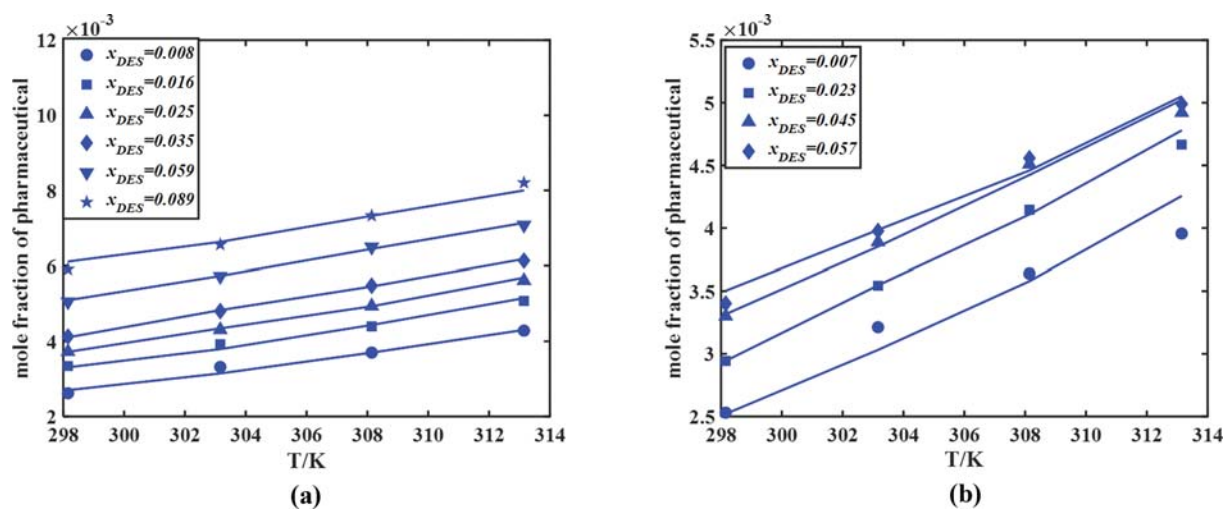 ×10⁻³
12
10
8
6
4
2
mole fraction of pharmaceutical
x_DES=0.008
x_DES=0.016
x_DES=0.025
x_DES=0.035
x_DES=0.059
x_DES=0.089
298 300 302 304 306 308 310 312 314
T/K
(a)
×10⁻³
5.5
5
4.5
4
3.5
3
2.5
mole fraction of pharmaceutical
x_DES=0.007
x_DES=0.023
x_DES=0.045
x_DES=0.057
298 300 302 304 306 308 310 312 314
T/K
(b)